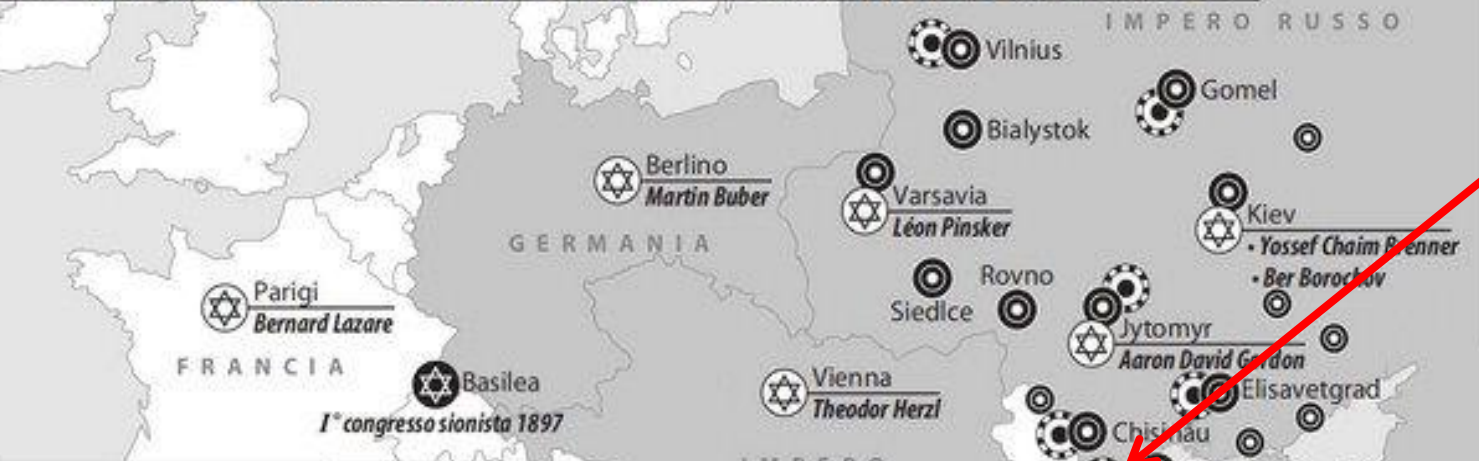 IMPERO RUSSO
Vilnius
Gomel
Bialystok
Berlino
Martin Buber
Varsavia
Léon Pinsker
Kiev
• Yossef Chaim Brenner
• Ber Borochov
GERMANIA
Rovno
Siedlce
Parigi
Bernard Lazare
Jytomyr
Aaron David Gordon
FRANCIA
Basilea
I° congresso sionista 1897
Vienna
Theodor Herzl
Elisavetgrad
Chisinau